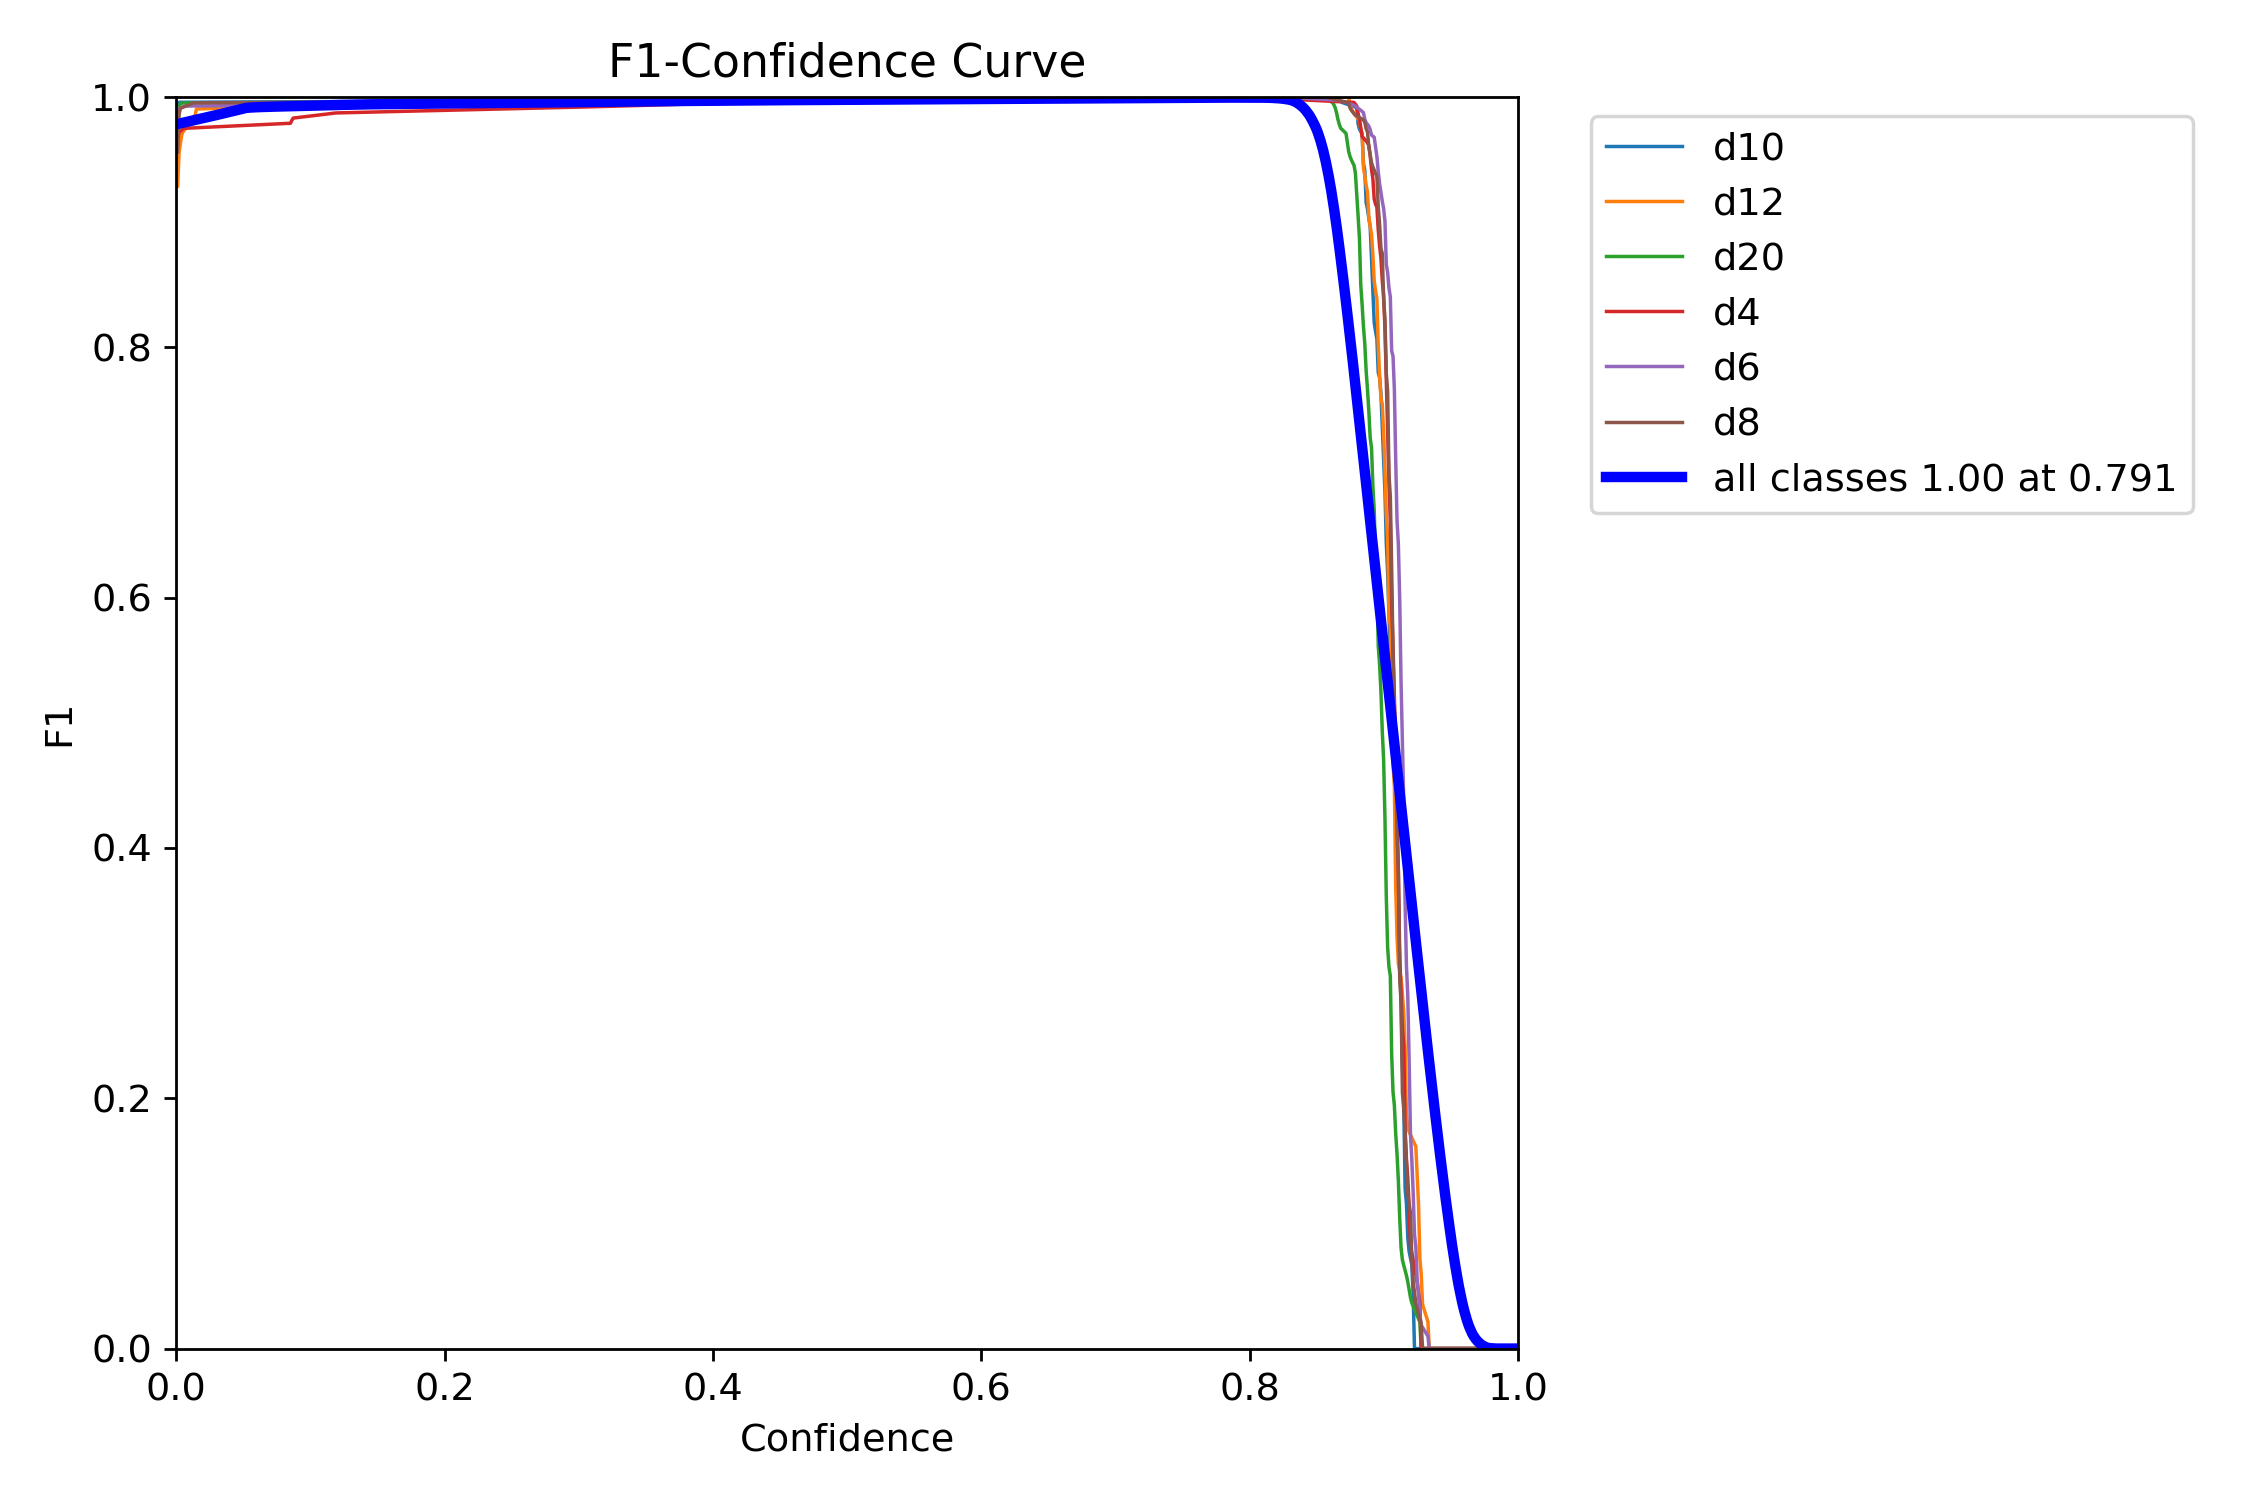 F1-Confidence Curve
1.0
0.8
0.6
0.4
0.2
0.0
F1
0.0 0.2 0.4 0.6 0.8 1.0
Confidence
d10
d12
d20
d4
d6
d8
all classes 1.00 at 0.791